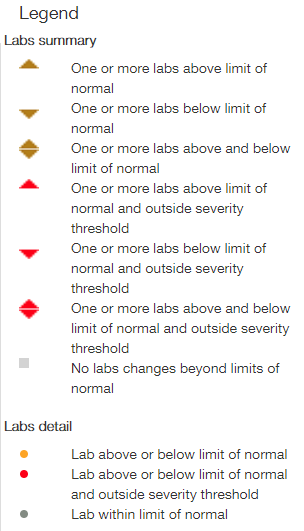 Legend
Labs summary
One or more labs above limit of
normal
One or more labs below limit of
normal
One or more labs above and below
limit of normal
One or more labs above limit of
normal and outside severity
threshold
One or more labs below limit of
normal and outside severity
threshold
One or more labs above and below
limit of normal and outside severity
threshold
No labs changes beyond limits of
normal
Labs detail
Lab above or below limit of normal
Lab above or below limit of normal
and outside severity threshold
Lab within limit of normal